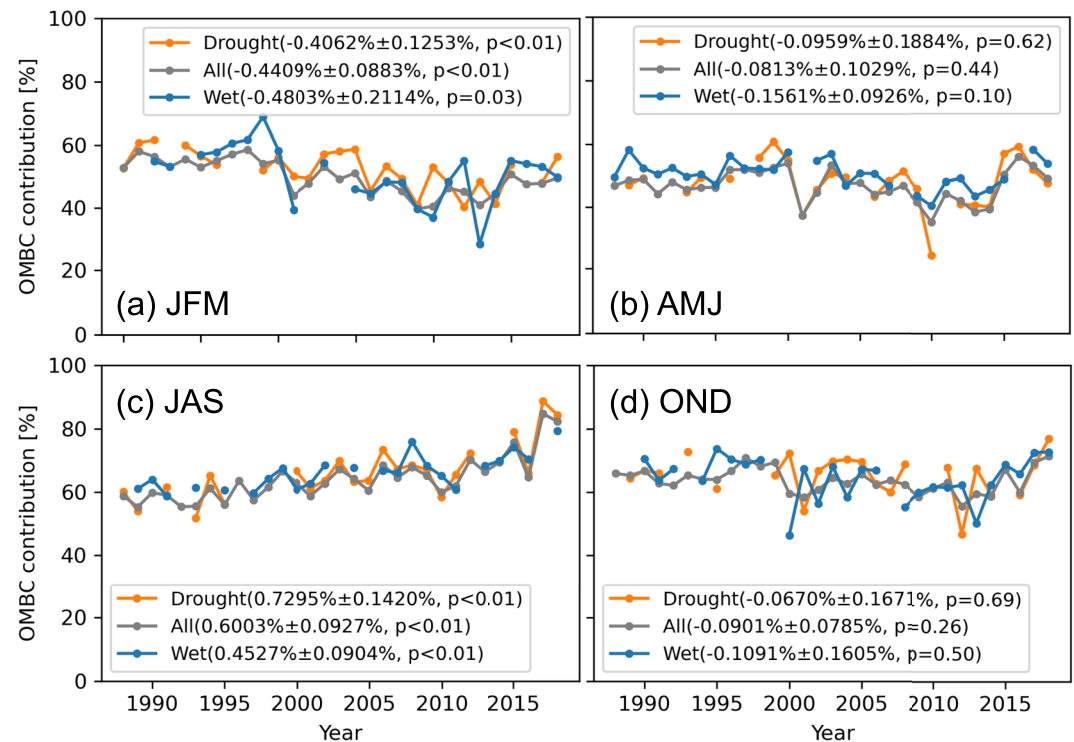 100
80
60
40
20
0
OMBC contribution [%]
Drought(-0.4062%±0.1253%, p<0.01)
All(-0.4409%±0.0883%, p<0.01)
Wet(-0.4803%±0.2114%, p=0.03)
(a) JFM
Drought(-0.0959%±0.1884%, p=0.62)
All(-0.0813%±0.1029%, p=0.44)
Wet(-0.1561%±0.0926%, p=0.10)
(b) AMJ
100
80
60
40
20
0
OMBC contribution [%]
(c) JAS
Drought(0.7295%±0.1420%, p<0.01)
All(0.6003%±0.0927%, p<0.01)
Wet(0.4527%±0.0904%, p<0.01)
1990 1995 2000 2005 2010 2015
Year
(d) OND
Drought(-0.0670%±0.1671%, p=0.69)
All(-0.0901%±0.0785%, p=0.26)
Wet(-0.1091%±0.1605%, p=0.50)
1990 1995 2000 2005 2010 2015
Year